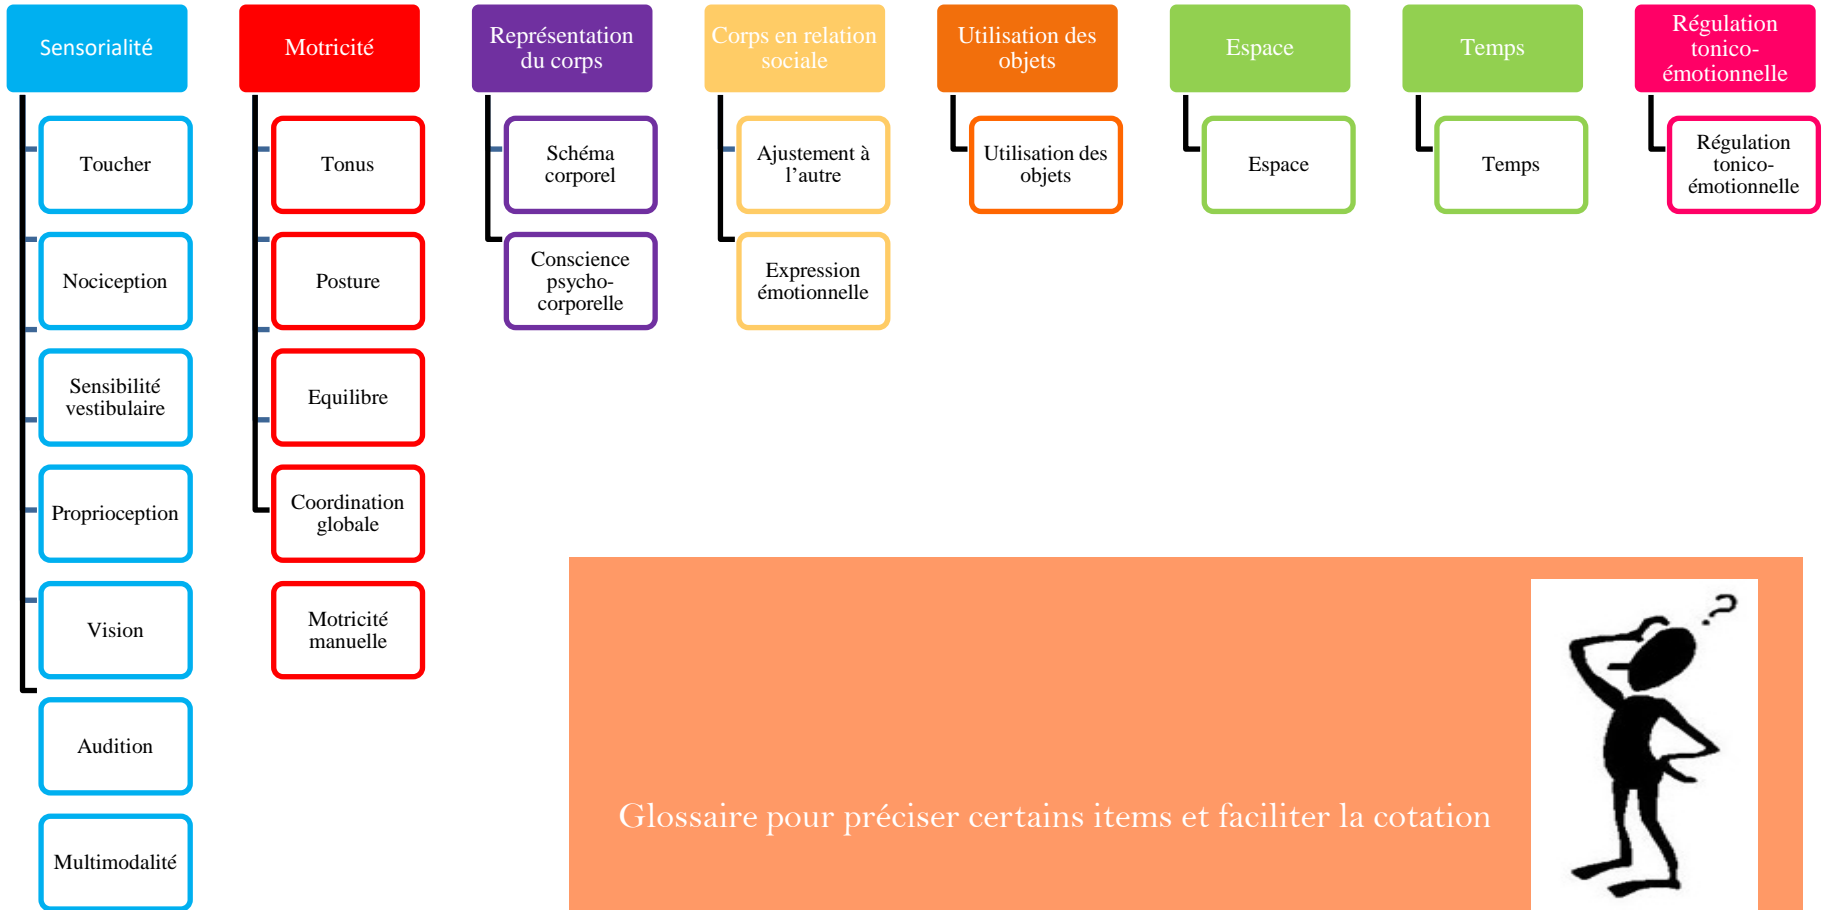 Sensorialité
Toucher
Nociception
Sensibilité
vestibulaire
Proprioception
Vision
Audition
Multimodalité
Motricité
Tonus
Posture
Equilibre
Coordination
globale
Motricité
manuelle
Représentation
du corps
Schéma
corporel
Conscience
psycho-
corporelle
Corps en relation
sociale
Ajustement à
l’autre
Expression
émotionnelle
Utilisation des
objets
Utilisation des
objets
Espace
Espace
Temps
Temps
Régulation
tonico-
émotionnelle
Régulation
tonico-
émotionnelle
?
Glossaire pour préciser certains items et faciliter la cotation